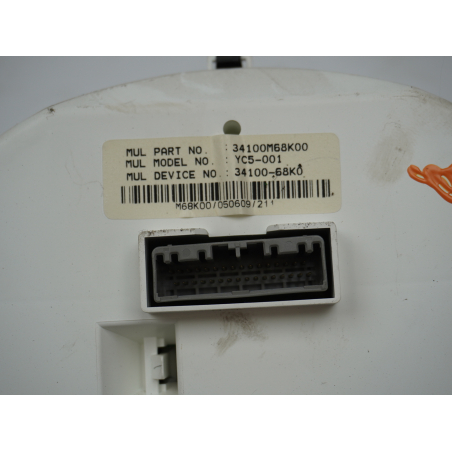 MUL PART NO. : 34100M68K00
MUL MODEL NO. : YC5-001
MUL DEVICE NO. : 34100-68K0
M68K00/050609/211